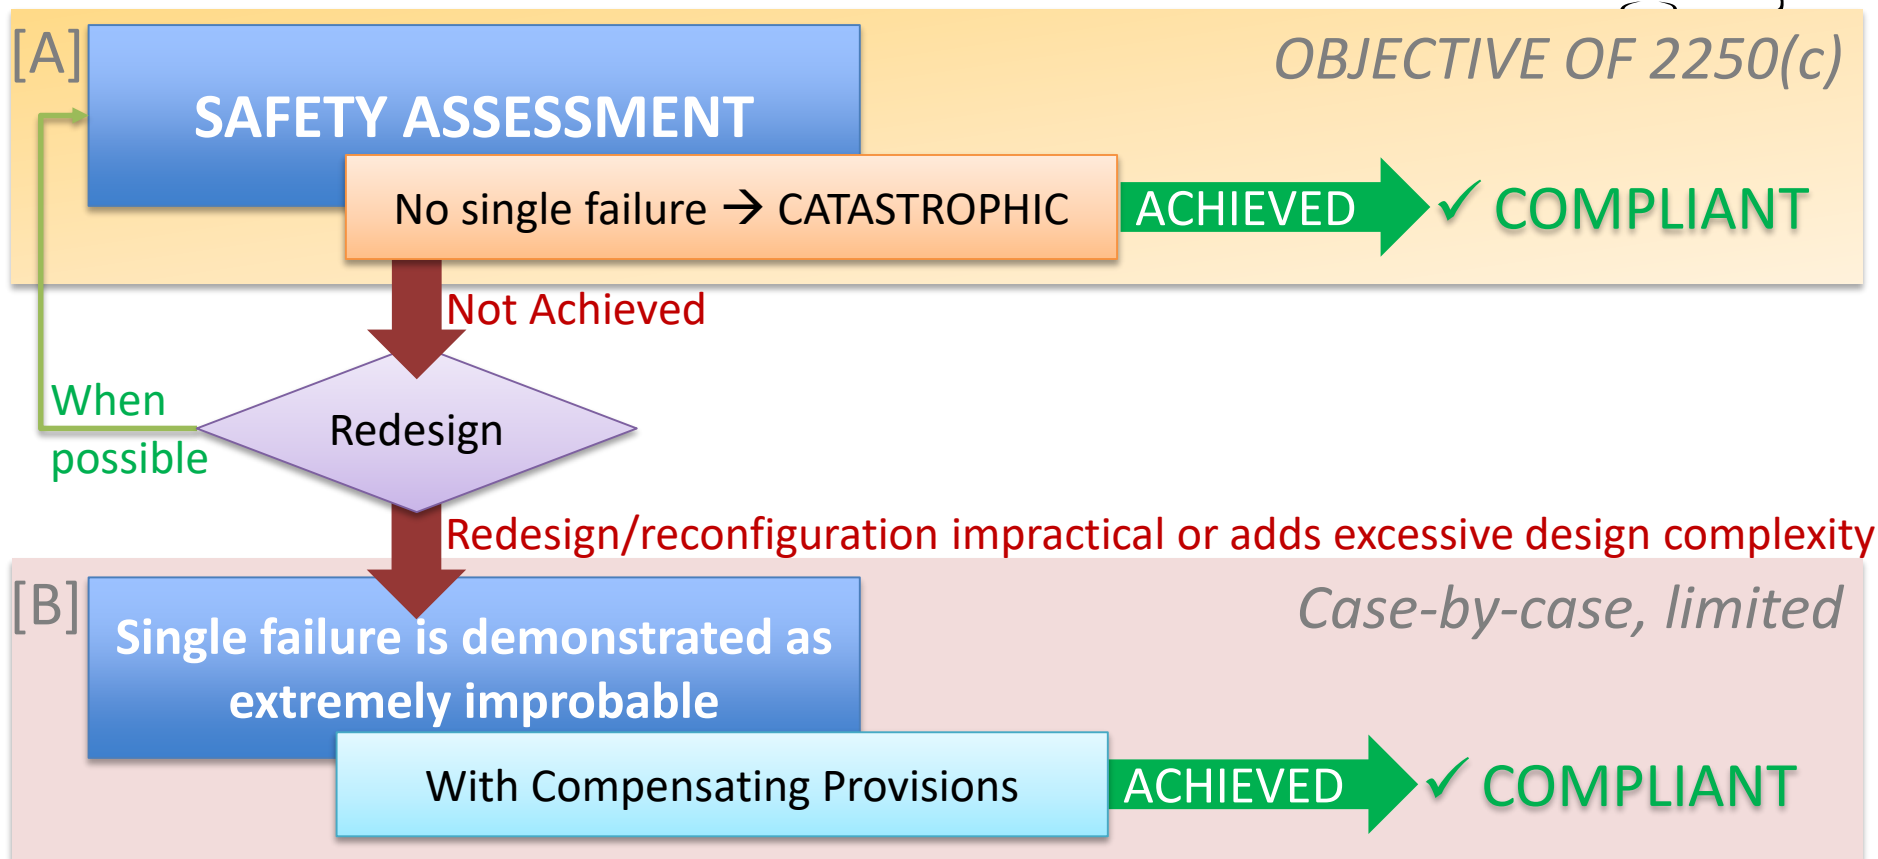 [A]
OBJECTIVE OF 2250(c)
SAFETY ASSESSMENT
No single failure → CATASTROPHIC
ACHIEVED
✓ COMPLIANT
Not Achieved
When
possible
Redesign
Redesign/reconfiguration impractical or adds excessive design complexity
[B]
Case-by-case, limited
Single failure is demonstrated as
extremely improbable
With Compensating Provisions
ACHIEVED
✓ COMPLIANT